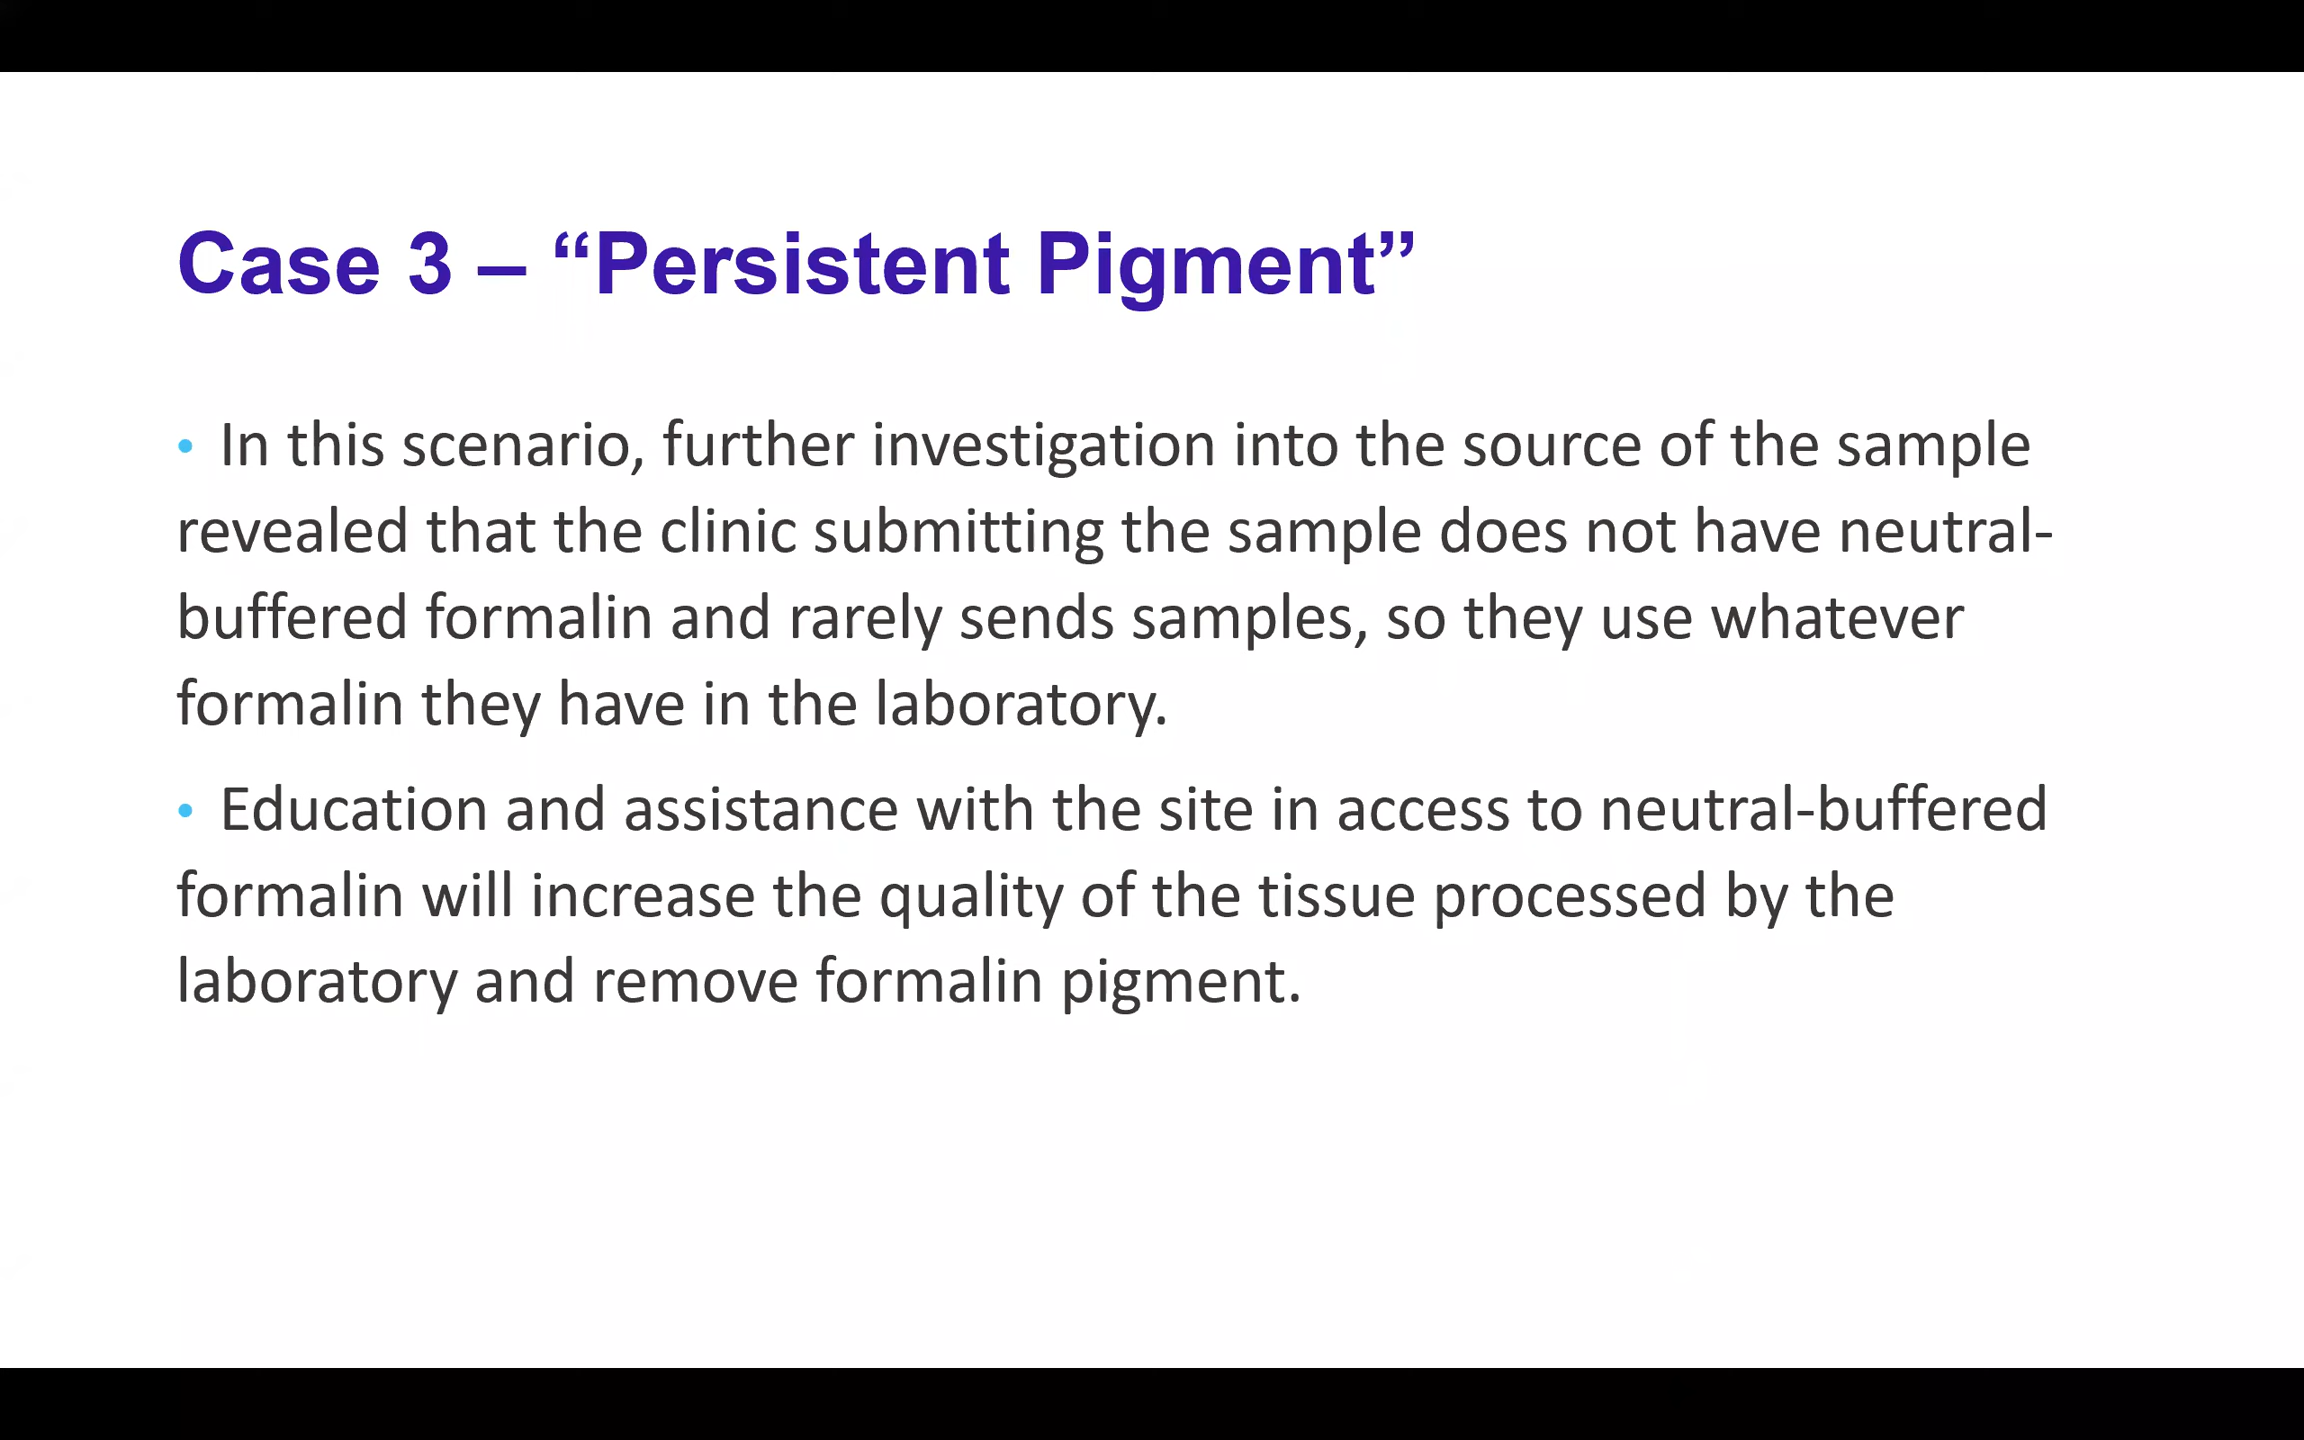 Case 3 – “Persistent Pigment”
• In this scenario, further investigation into the source of the sample
revealed that the clinic submitting the sample does not have neutral-
buffered formalin and rarely sends samples, so they use whatever
formalin they have in the laboratory.
• Education and assistance with the site in access to neutral-buffered
formalin will increase the quality of the tissue processed by the
laboratory and remove formalin pigment.